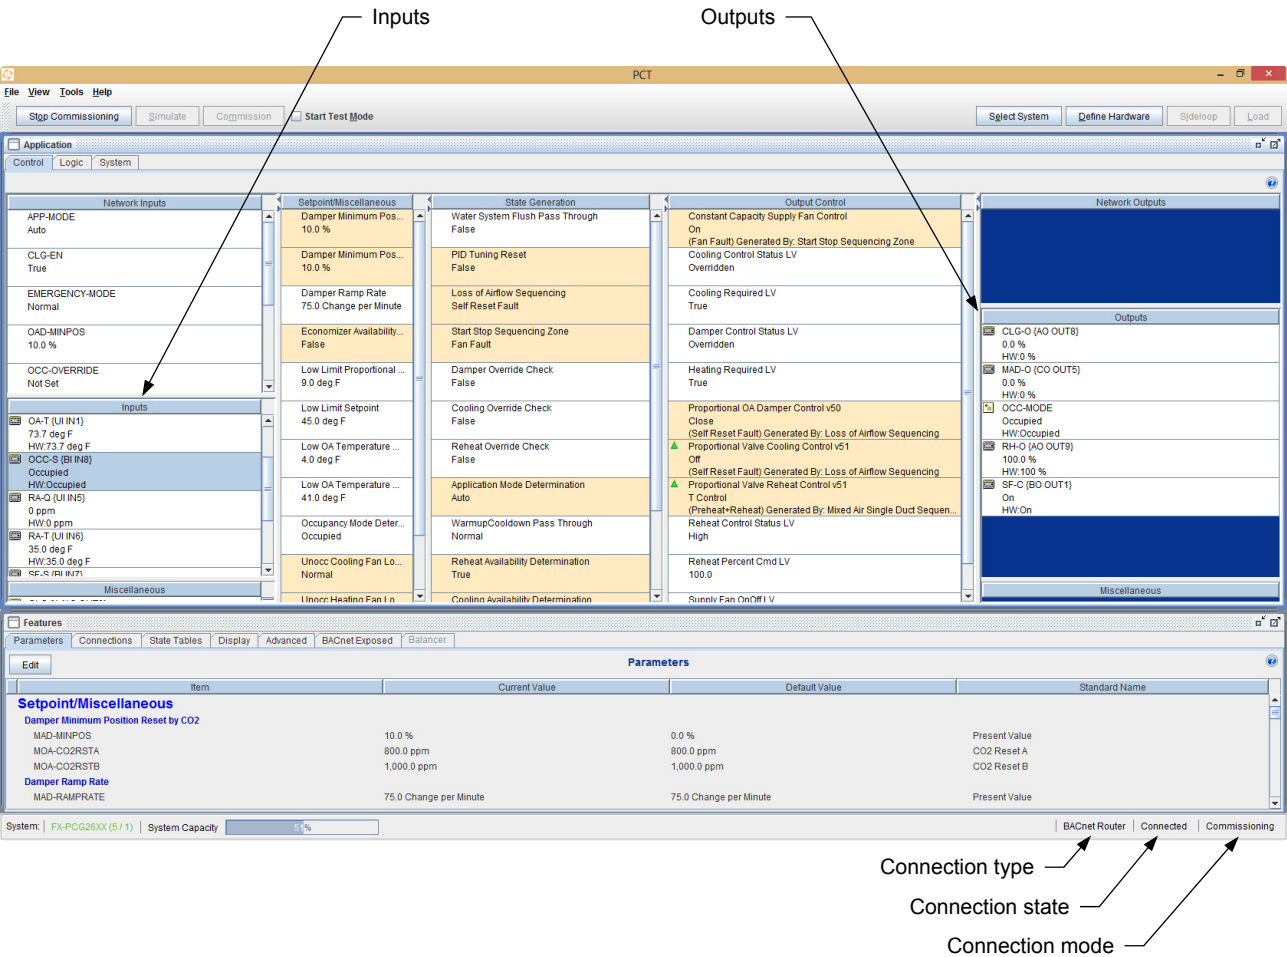 Inputs
Outputs
PCT
File View Tools Help
Stop Commissioning Simulate Commission Start Test Mode Select System Define Hardware Sideloop Load
Application
Control Logic System
Network Inputs
APP-MODE
Auto
CLG-EN
True
EMERGENCY-MODE
Normal
OAD-MINPOS
10.0 %
OCC-OVERRIDE
Not Set
Inputs
OA-T {UI IN1}
73.7 deg F
HW:73.7 deg F
OCC-S {BI IN8}
Occupied
HW:Occupied
RA-Q {UI IN5}
0 ppm
HW:0 ppm
RA-T {UI IN6}
35.0 deg F
HW:35.0 deg F
SF-S {BI IN7}
Miscellaneous
Setpoint/Miscellaneous
Damper Minimum Pos...
10.0 %
Damper Minimum Pos...
10.0 %
Damper Ramp Rate
75.0 Change per Minute
Economizer Availability...
False
Low Limit Proportional ...
9.0 deg F
Low Limit Setpoint
45.0 deg F
Low OA Temperature ...
4.0 deg F
Low OA Temperature ...
41.0 deg F
Occupancy Mode Deter...
Occupied
Unocc Cooling Fan Lo...
Normal
Unocc Heating Fan Lo...
State Generation
Water System Flush Pass Through
False
PID Tuning Reset
False
Loss of Airflow Sequencing
Self Reset Fault
Start Stop Sequencing Zone
Fan Fault
Damper Override Check
False
Cooling Override Check
False
Reheat Override Check
False
Application Mode Determination
Auto
WarmupCooldown Pass Through
Normal
Reheat Availability Determination
True
Cooling Availability Determination
Output Control
Constant Capacity Supply Fan Control
On
(Fan Fault) Generated By: Start Stop Sequencing Zone
Cooling Control Status LV
Overridden
Cooling Required LV
True
Damper Control Status LV
Overridden
Heating Required LV
True
Proportional OA Damper Control v50
Close
(Self Reset Fault) Generated By: Loss of Airflow Sequencing
Proportional Valve Cooling Control v51
Off
(Self Reset Fault) Generated By: Loss of Airflow Sequencing
Proportional Valve Reheat Control v51
T Control
(Preheat+Reheat) Generated By: Mixed Air Single Duct Sequen...
Reheat Control Status LV
High
Reheat Percent Cmd LV
100.0
Supply Fan OnOff LV
Network Outputs
Outputs
CLG-O {AO OUT8}
0.0 %
HW:0 %
MAD-O {CO OUT5}
0.0 %
HW:0 %
OCC-MODE
Occupied
HW:Occupied
RH-O {AO OUT9}
100.0 %
HW:100 %
SF-C {BO OUT1}
On
HW:On
Miscellaneous
Features
Parameters Connections State Tables Display Advanced BACnet Exposed Balancer
Edit Parameters
Item Current Value Default Value Standard Name
Setpoint/Miscellaneous
Damper Minimum Position Reset by CO2
MAD-MINPOS 10.0 % 0.0 % Present Value
MOA-CO2RSTA 800.0 ppm 800.0 ppm CO2 Reset A
MOA-CO2RSTB 1,000.0 ppm 1,000.0 ppm CO2 Reset B
Damper Ramp Rate
MAD-RAMPRATE 75.0 Change per Minute 75.0 Change per Minute Present Value
System: FX-PCG26XX (5 / 1) System Capacity 51% BACnet Router Connected Commissioning
Connection type
Connection state
Connection mode